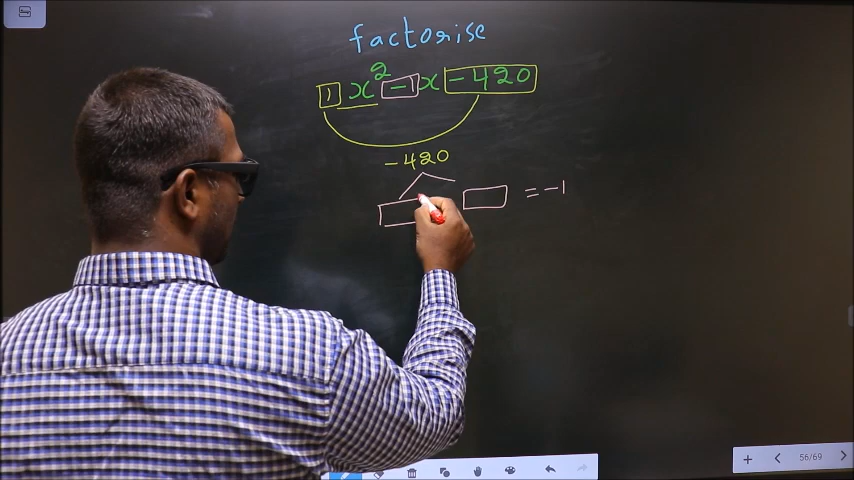 factorise
1 x² -1 x -420
-420
= -1
56/69